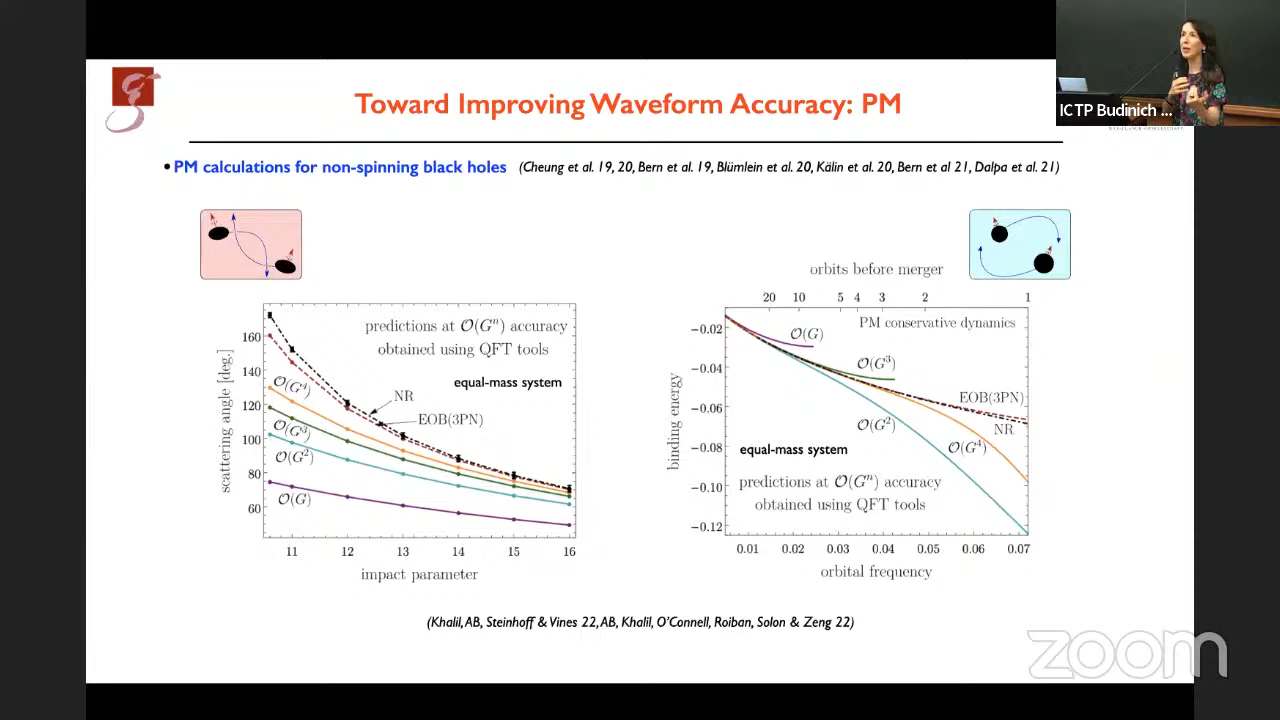 ICTP Budinich ...
Toward Improving Waveform Accuracy: PM
• PM calculations for non-spinning black holes (Cheung et al. 19, 20, Bern et al. 19, Blümlein et al. 20, Kälin et al. 20, Bern et al 21, Dalpa et al. 21)
predictions at O(Gⁿ) accuracy
obtained using QFT tools
equal-mass system
NR
EOB(3PN)
O(G⁴)
O(G³)
O(G²)
O(G)
scattering angle [deg.]
160
140
120
100
80
60
11 12 13 14 15 16
impact parameter
orbits before merger
20 10 5 4 3 2 1
PM conservative dynamics
O(G)
O(G³)
EOB(3PN)
NR
O(G²)
O(G⁴)
equal-mass system
predictions at O(Gⁿ) accuracy
obtained using QFT tools
binding energy
−0.02
−0.04
−0.06
−0.08
−0.10
−0.12
0.01 0.02 0.03 0.04 0.05 0.06 0.07
orbital frequency
(Khalil, AB, Steinhoff & Vines 22, AB, Khalil, O'Connell, Roiban, Solon & Zeng 22)
zoom